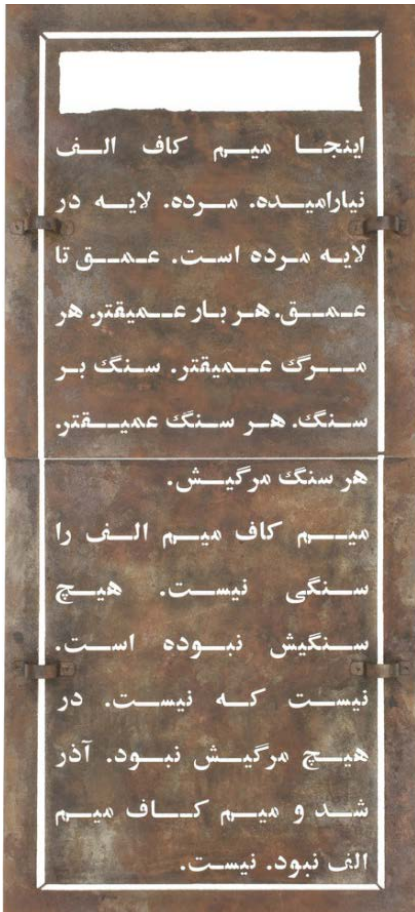 اینجا میم کاف الف
نیارامیده. مرده. لایه در
لایه مرده است. عمق تا
عمق. هر بار عمیقتر. هر
مرگ عمیقتر. سنگ بر
سنگ. هر سنگ عمیقتر.
هر سنگ مرگیش.
میم کاف میم الف را
سنگی نیست. هیچ
سنگیش نبوده است.
نیست که نیست. در
هیچ مرگیش نبود. آذر
شد و میم کاف میم
الف نبود. نیست.